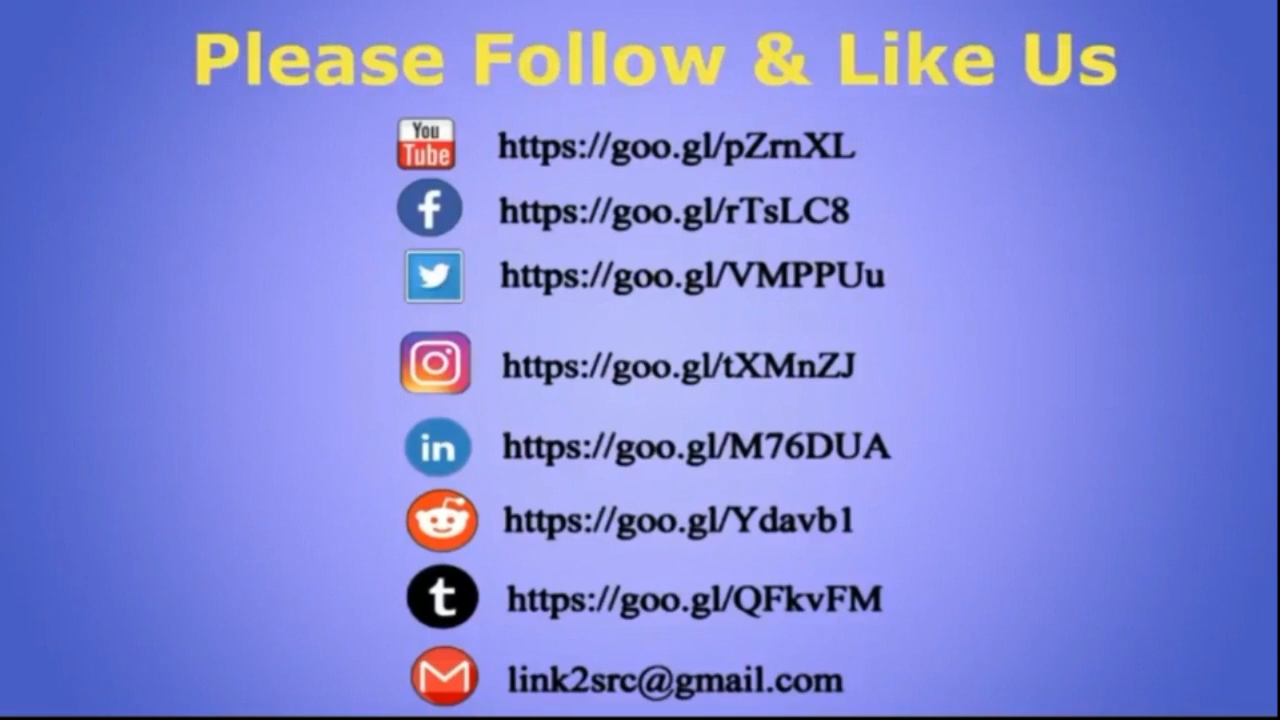 Please Follow & Like Us
You
Tube
https://goo.gl/pZrnXL
f
https://goo.gl/rTsLC8
https://goo.gl/VMPPUu
https://goo.gl/tXMnZJ
in
https://goo.gl/M76DUA
https://goo.gl/Ydavb1
t
https://goo.gl/QFkvFM
link2src@gmail.com